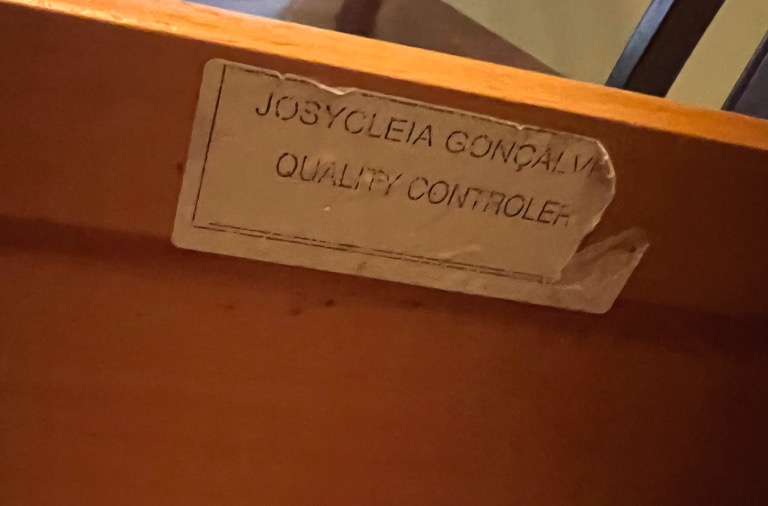 JOSYCLEIA GONÇALV
QUALITY CONTROLER